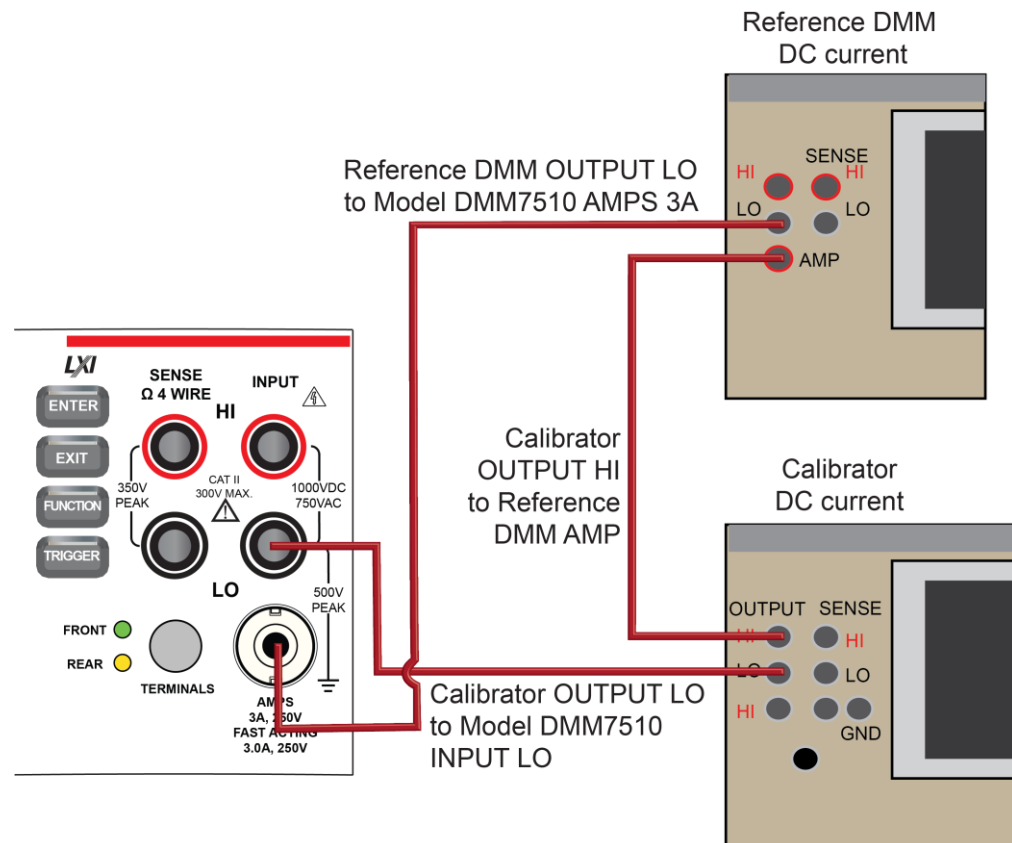 Reference DMM
DC current
Reference DMM OUTPUT LO
to Model DMM7510 AMPS 3A
SENSE
HI
HI
LO
LO
AMP
LXI
SENSE
Ω 4 WIRE
INPUT
HI
ENTER
EXIT
FUNCTION
TRIGGER
350V
PEAK
CAT II
300V MAX.
1000VDC
750VAC
LO
500V
PEAK
FRONT
REAR
TERMINALS
AMPS
3A, 250V
FAST ACTING
3.0A, 250V
Calibrator
OUTPUT HI
to Reference
DMM AMP
Calibrator
DC current
OUTPUT
SENSE
HI
HI
LO
LO
HI
GND
Calibrator OUTPUT LO
to Model DMM7510
INPUT LO